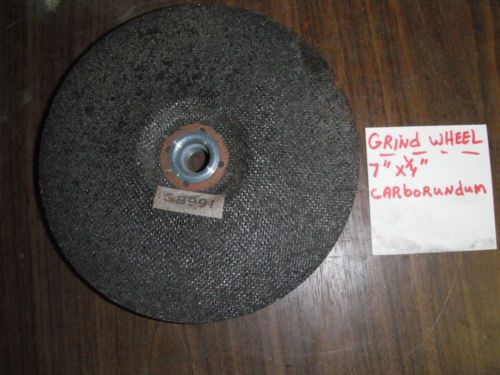 GRiNd WHEEL
7" x 1/4"
CARboRUNdUM